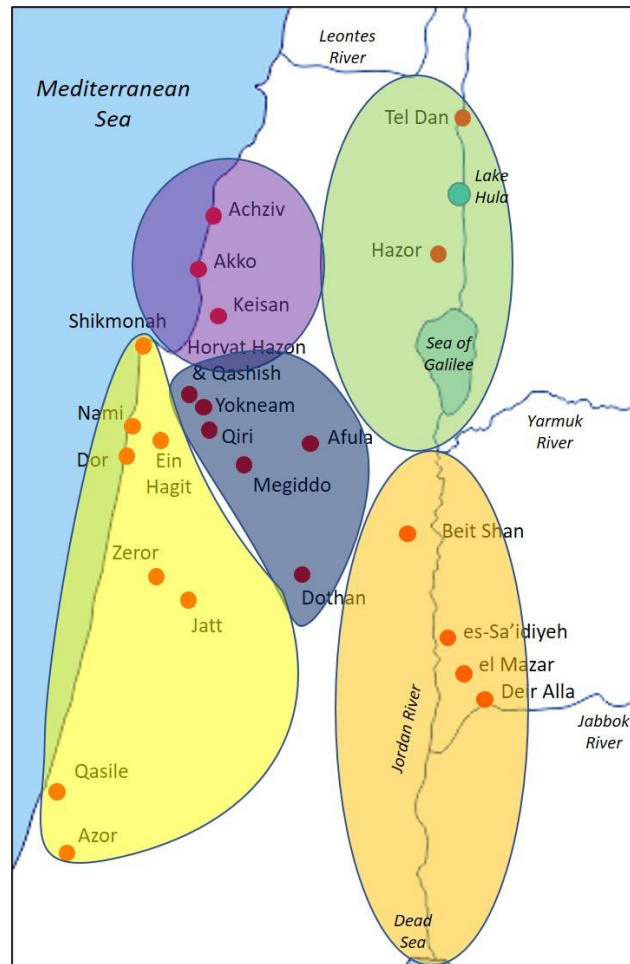 Leontes
River
Mediterranean
Sea
Tel Dan
Lake
Hula
Achziv
Hazor
Akko
Keisan
Shikmonah
Sea of
Galilee
Horvat Hazon
& Qashish
Yokneam
Nami
Qiri
Afula
Yarmuk
River
Dor
Ein
Hagit
Megiddo
Beit Shan
Zeror
Dothan
Jatt
es-Sa'idiyeh
el Mazar
Deir Alla
Jordan River
Jabbok
River
Qasile
Azor
Dead
Sea